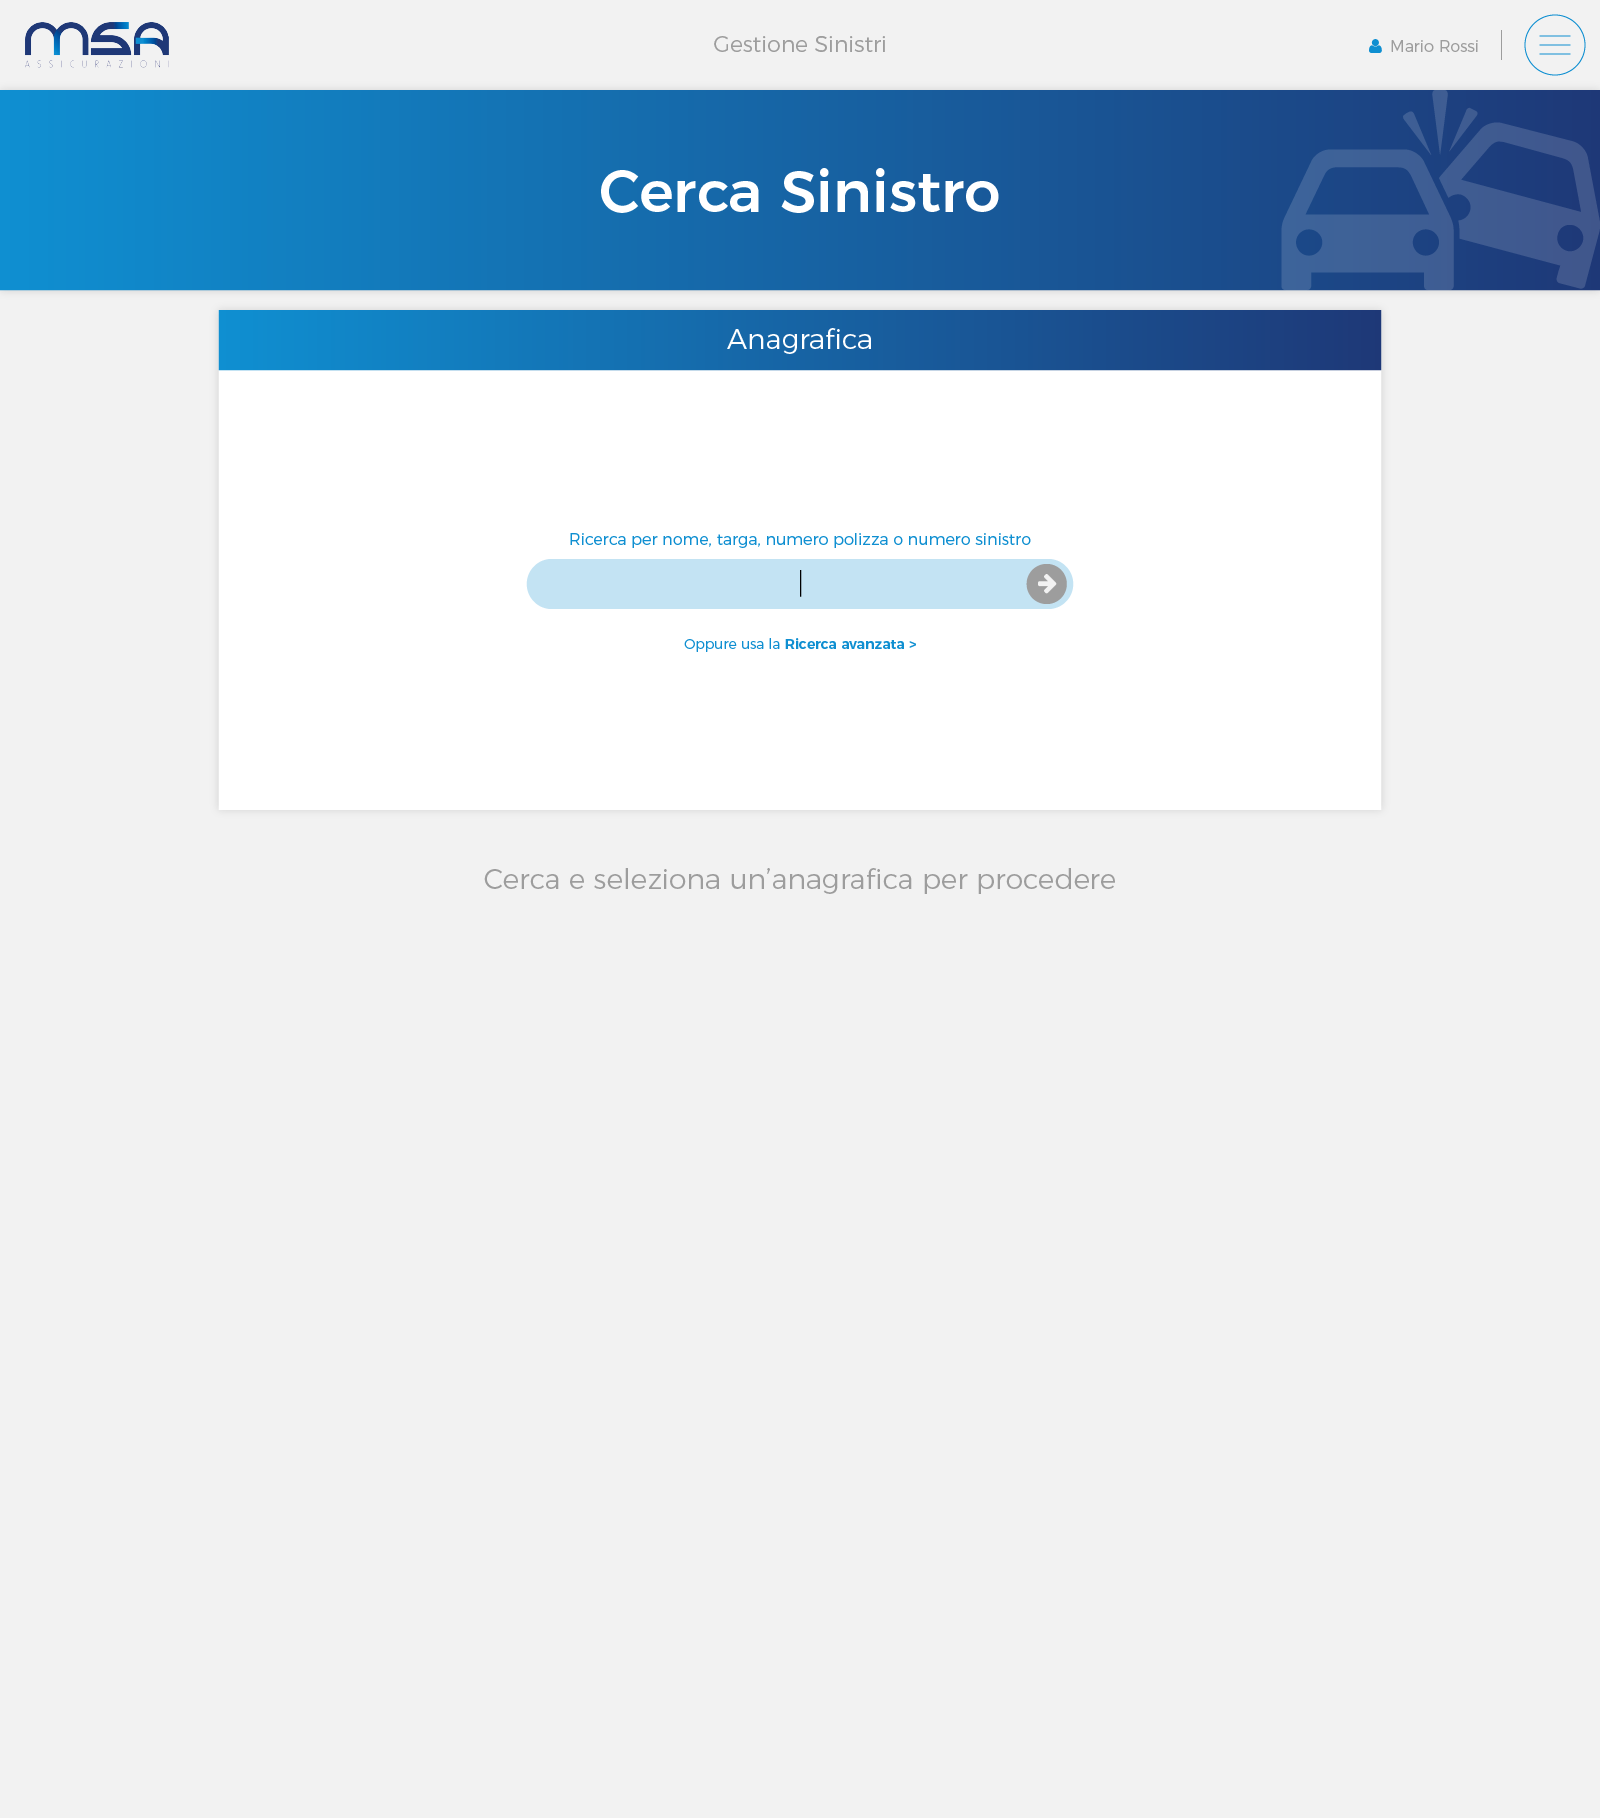 msa
ASSICURAZIONI
Gestione Sinistri
Mario Rossi
Cerca Sinistro
Anagrafica
Ricerca per nome, targa, numero polizza o numero sinistro
Oppure usa la Ricerca avanzata >
Cerca e seleziona un’anagrafica per procedere